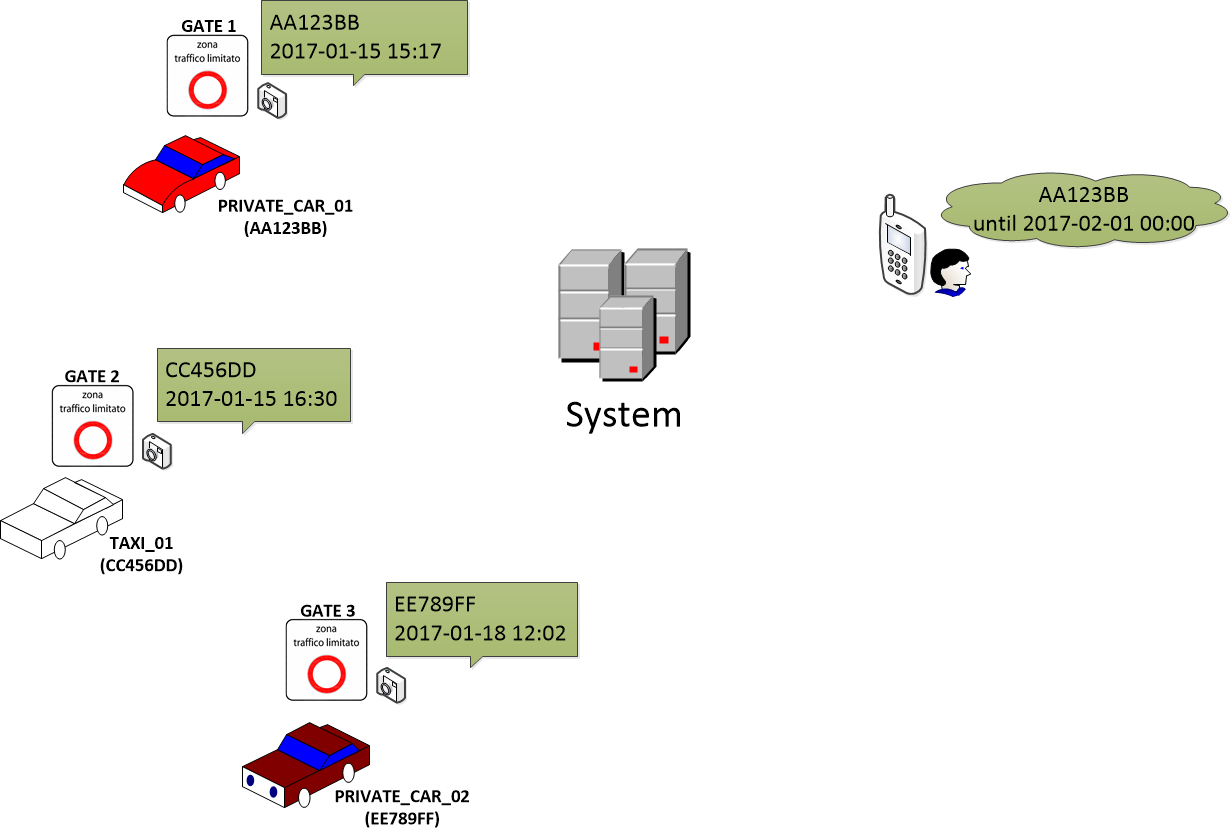 GATE 1
zona
traffico limitato
AA123BB
2017-01-15 15:17
PRIVATE_CAR_01
(AA123BB)
AA123BB
until 2017-02-01 00:00
System
GATE 2
zona
traffico limitato
CC456DD
2017-01-15 16:30
TAXI_01
(CC456DD)
GATE 3
zona
traffico limitato
EE789FF
2017-01-18 12:02
PRIVATE_CAR_02
(EE789FF)